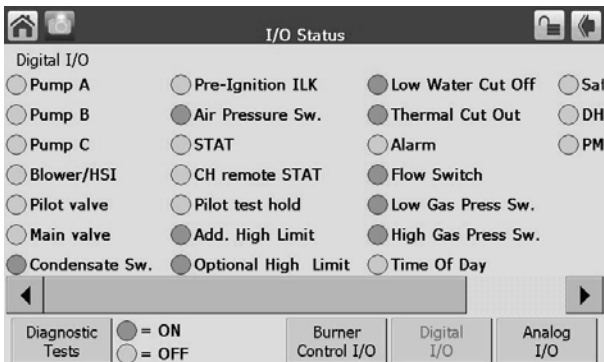 I/O Status
Digital I/O
Pump A
Pre-Ignition ILK
Low Water Cut Off
Saf
Pump B
Air Pressure Sw.
Thermal Cut Out
DH
Pump C
STAT
Alarm
PM
Blower/HSI
CH remote STAT
Flow Switch
Pilot valve
Pilot test hold
Low Gas Press Sw.
Main valve
Add. High Limit
High Gas Press Sw.
Condensate Sw.
Optional High Limit
Time Of Day
Diagnostic
Tests
= ON
= OFF
Burner
Control I/O
Digital
I/O
Analog
I/O